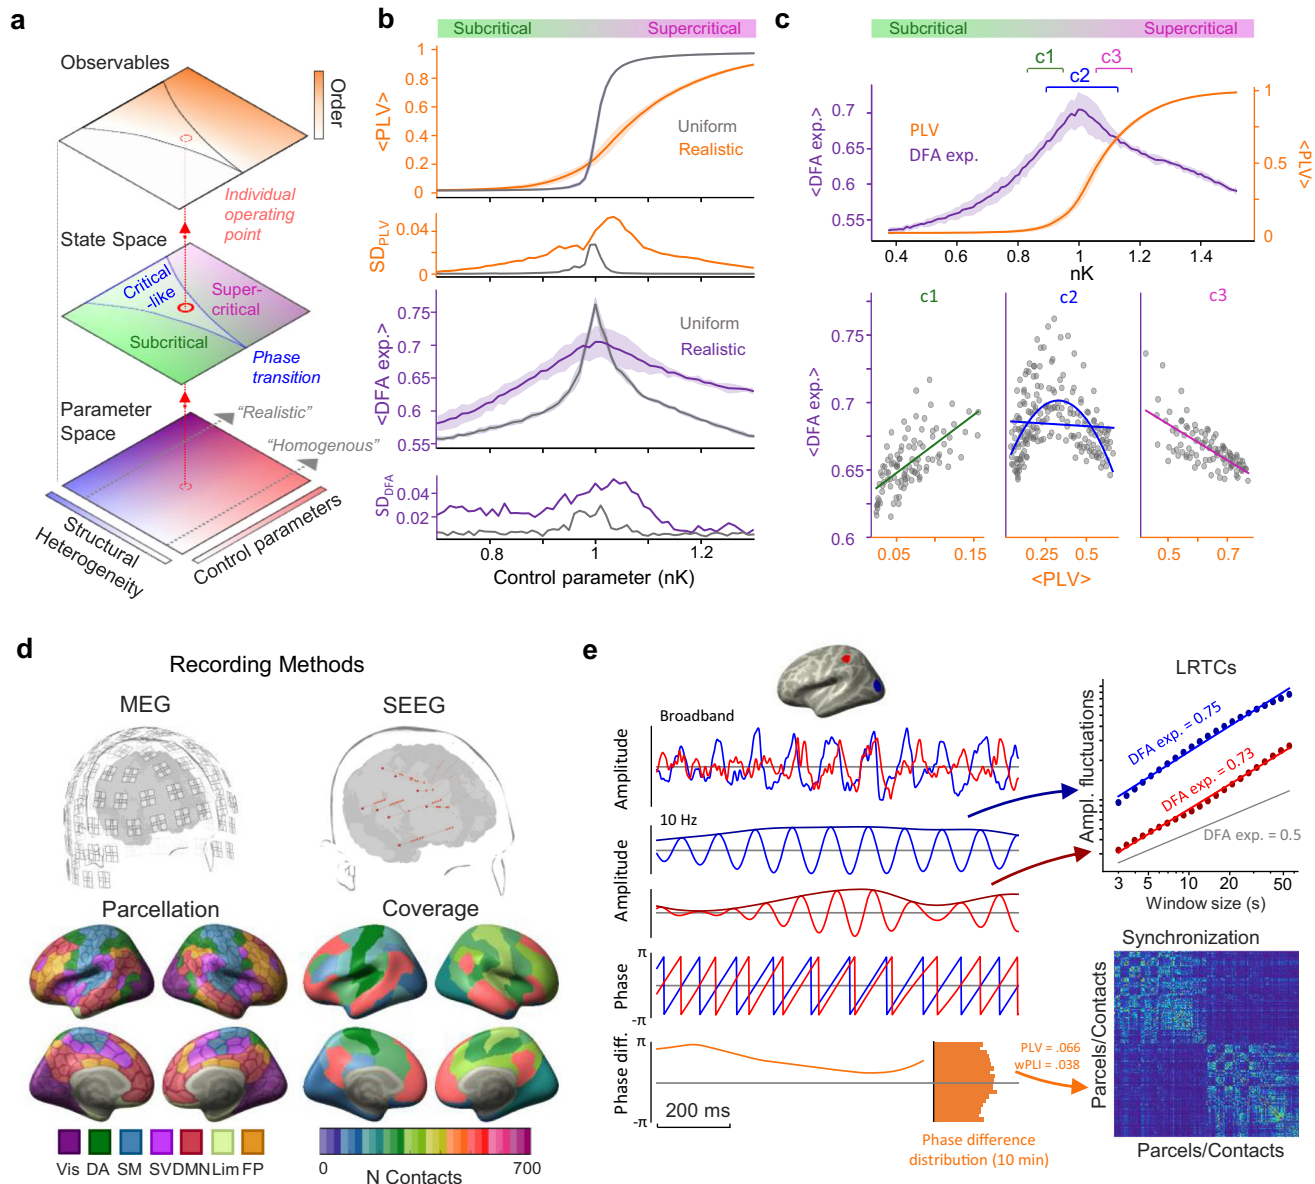 a
Observables
Order
Individual
operating
point
State Space
Critical
-like
Super-
critical
Subcritical
Phase
transition
Parameter
Space
"Realistic"
"Homogenous"
Structural
Heterogeneity
Control parameters
b
Subcritical
Supercritical
<PLV>
1
0.8
0.6
0.4
0.2
0
Uniform
Realistic
SD_PLV
0.04
0
<DFA exp.>
0.75
0.7
0.65
0.6
0.55
Uniform
Realistic
SD_DFA
0.04
0.02
0.8
1
1.2
Control parameter (nK)
c
Subcritical
Supercritical
c1
c2
c3
<DFA exp.>
0.7
0.65
0.6
0.55
PLV
DFA exp.
1
0.5
0
<PLV>
0.4
0.6
0.8
1
1.2
1.4
nK
c1
c2
c3
<DFA exp.>
0.75
0.7
0.65
0.6
0.05
0.15
0.25
0.5
0.5
0.7
<PLV>
d
Recording Methods
MEG
SEEG
Parcellation
Coverage
Vis DA SM SV DMN Lim FP
0
700
N Contacts
e
Broadband
Amplitude
10 Hz
Amplitude
Amplitude
π
Phase
-π
π
Phase diff.
-π
200 ms
PLV = .066
wPLI = .038
Phase difference
distribution (10 min)
LRTCs
Ampl. fluctuations
DFA exp. = 0.75
DFA exp. = 0.73
DFA exp. = 0.5
3
5
10
20
50
Window size (s)
Synchronization
Parcels/Contacts
Parcels/Contacts